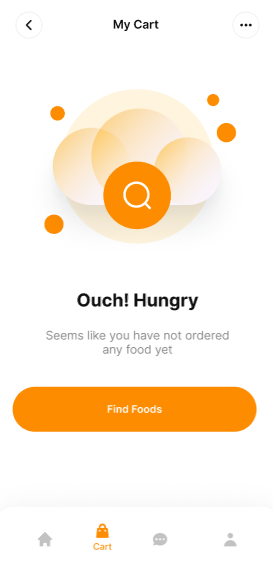 My Cart
Ouch! Hungry
Seems like you have not ordered
any food yet
Find Foods
Cart